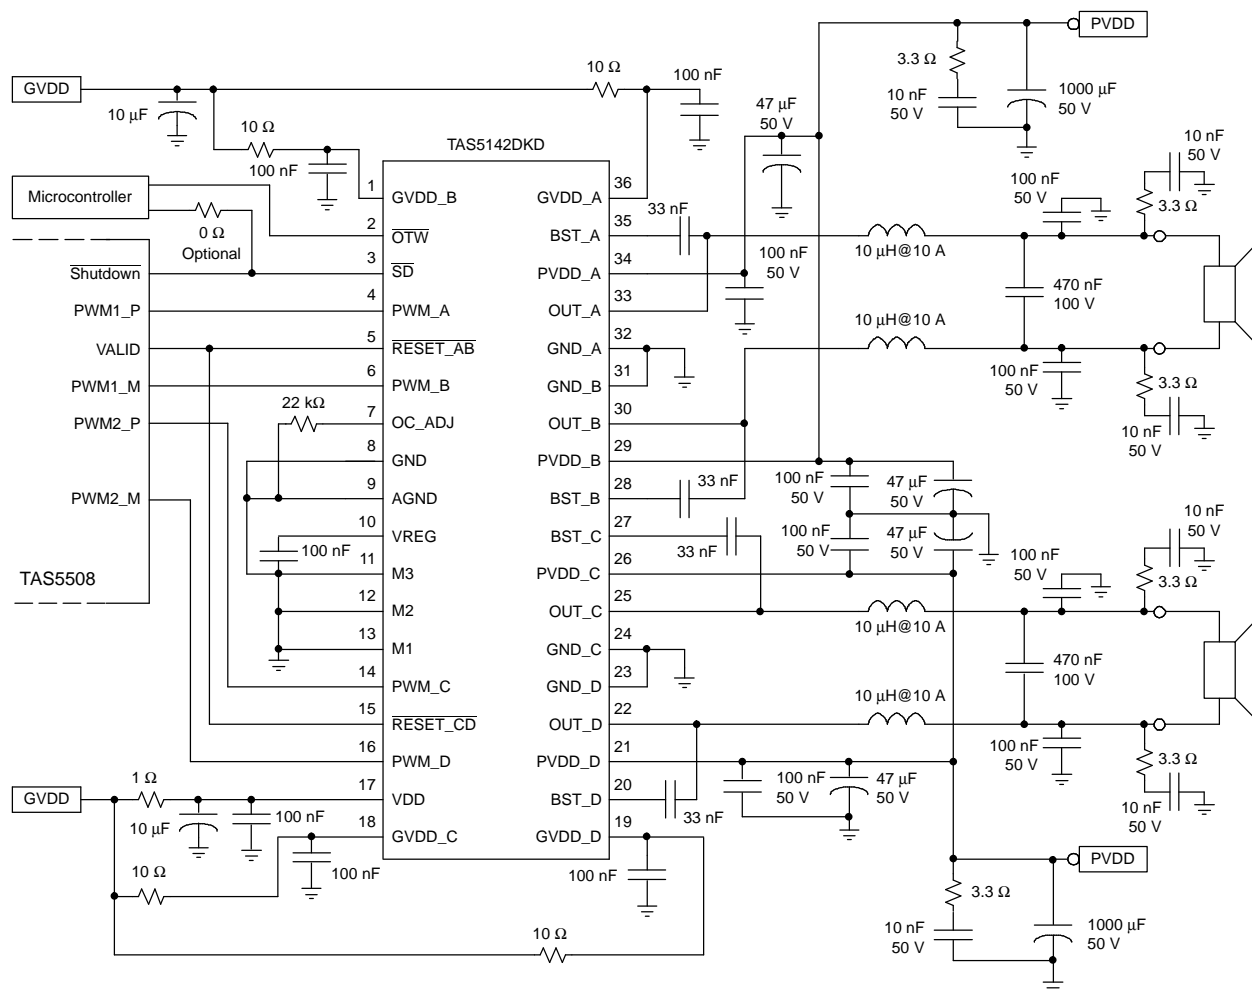 PVDD
3.3 Ω
10 nF
50 V
1000 µF
50 V
GVDD
10 µF
10 Ω
100 nF
47 µF
50 V
10 Ω
100 nF
TAS5142DKD
Microcontroller
0 Ω
Optional
TAS5508
Shutdown
PWM1_P
VALID
PWM1_M
PWM2_P
PWM2_M
22 kΩ
100 nF
1 GVDD_B
2 OTW
3 SD
4 PWM_A
5 RESET_AB
6 PWM_B
7 OC_ADJ
8 GND
9 AGND
10 VREG
11 M3
12 M2
13 M1
14 PWM_C
15 RESET_CD
16 PWM_D
17 VDD
18 GVDD_C
36 GVDD_A
35 BST_A
34 PVDD_A
33 OUT_A
32 GND_A
31 GND_B
30 OUT_B
29 PVDD_B
28 BST_B
27 BST_C
26 PVDD_C
25 OUT_C
24 GND_C
23 GND_D
22 OUT_D
21 PVDD_D
20 BST_D
19 GVDD_D
33 nF
100 nF
50 V
10 µH@10 A
100 nF
50 V
10 nF
50 V
3.3 Ω
470 nF
100 V
10 µH@10 A
100 nF
50 V
3.3 Ω
10 nF
50 V
33 nF
100 nF
50 V
47 µF
50 V
33 nF
100 nF
50 V
47 µF
50 V
10 µH@10 A
100 nF
50 V
10 nF
50 V
3.3 Ω
470 nF
100 V
10 µH@10 A
100 nF
50 V
3.3 Ω
10 nF
50 V
100 nF
50 V
47 µF
50 V
33 nF
GVDD
1 Ω
10 µF
100 nF
10 Ω
100 nF
100 nF
10 Ω
PVDD
3.3 Ω
10 nF
50 V
1000 µF
50 V